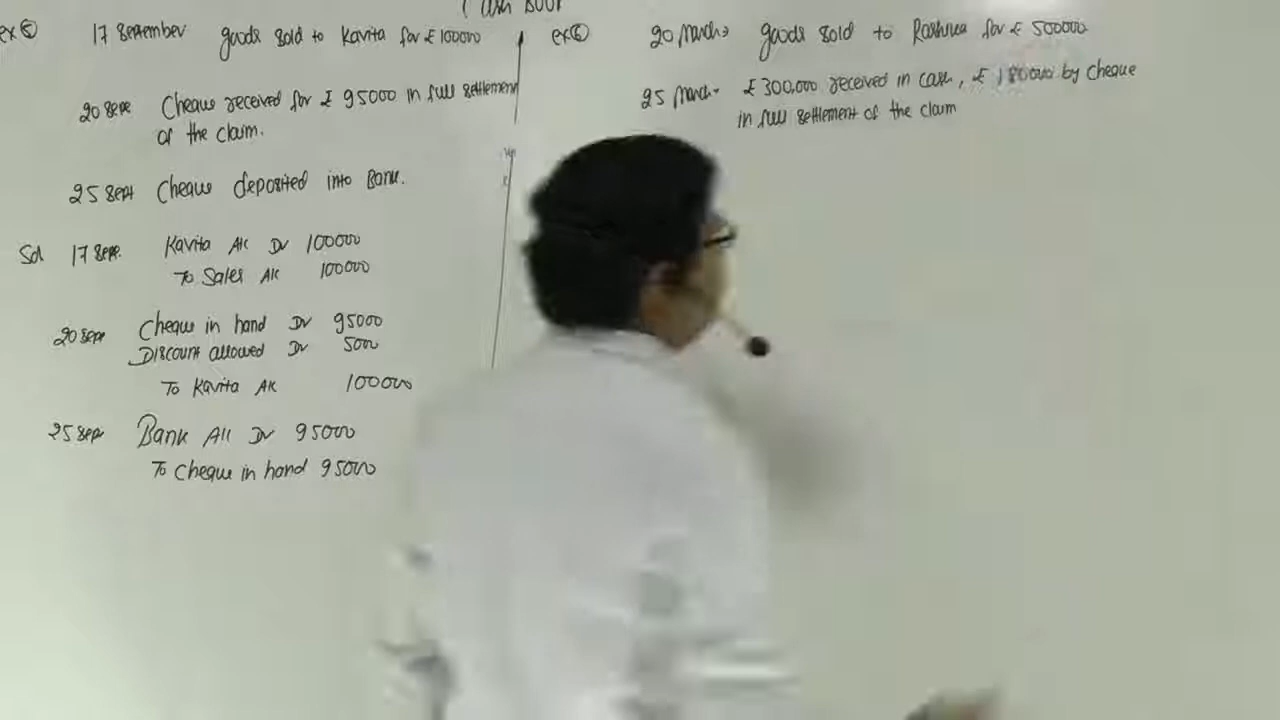 Cash Book
ex ⑤ 17 September goods sold to Kavita for £ 100000
20 Sept Cheque received for £ 95000 in full settlement
of the claim.
25 Sept Cheque deposited into Bank.
Sol 17 Sept. Kavita A/c Dr 100000
To Sales A/c 100000
20 Sept Cheque in hand Dr 95000
Discount allowed Dr 5000
To Kavita A/c 100000
25 Sept Bank A/c Dr 95000
To Cheque in hand 95000
ex ⑥ 20 March goods sold to for £ 500000
25 March £ 300,000 received in cash, £ 180000 by Cheque
in full settlement of the claim